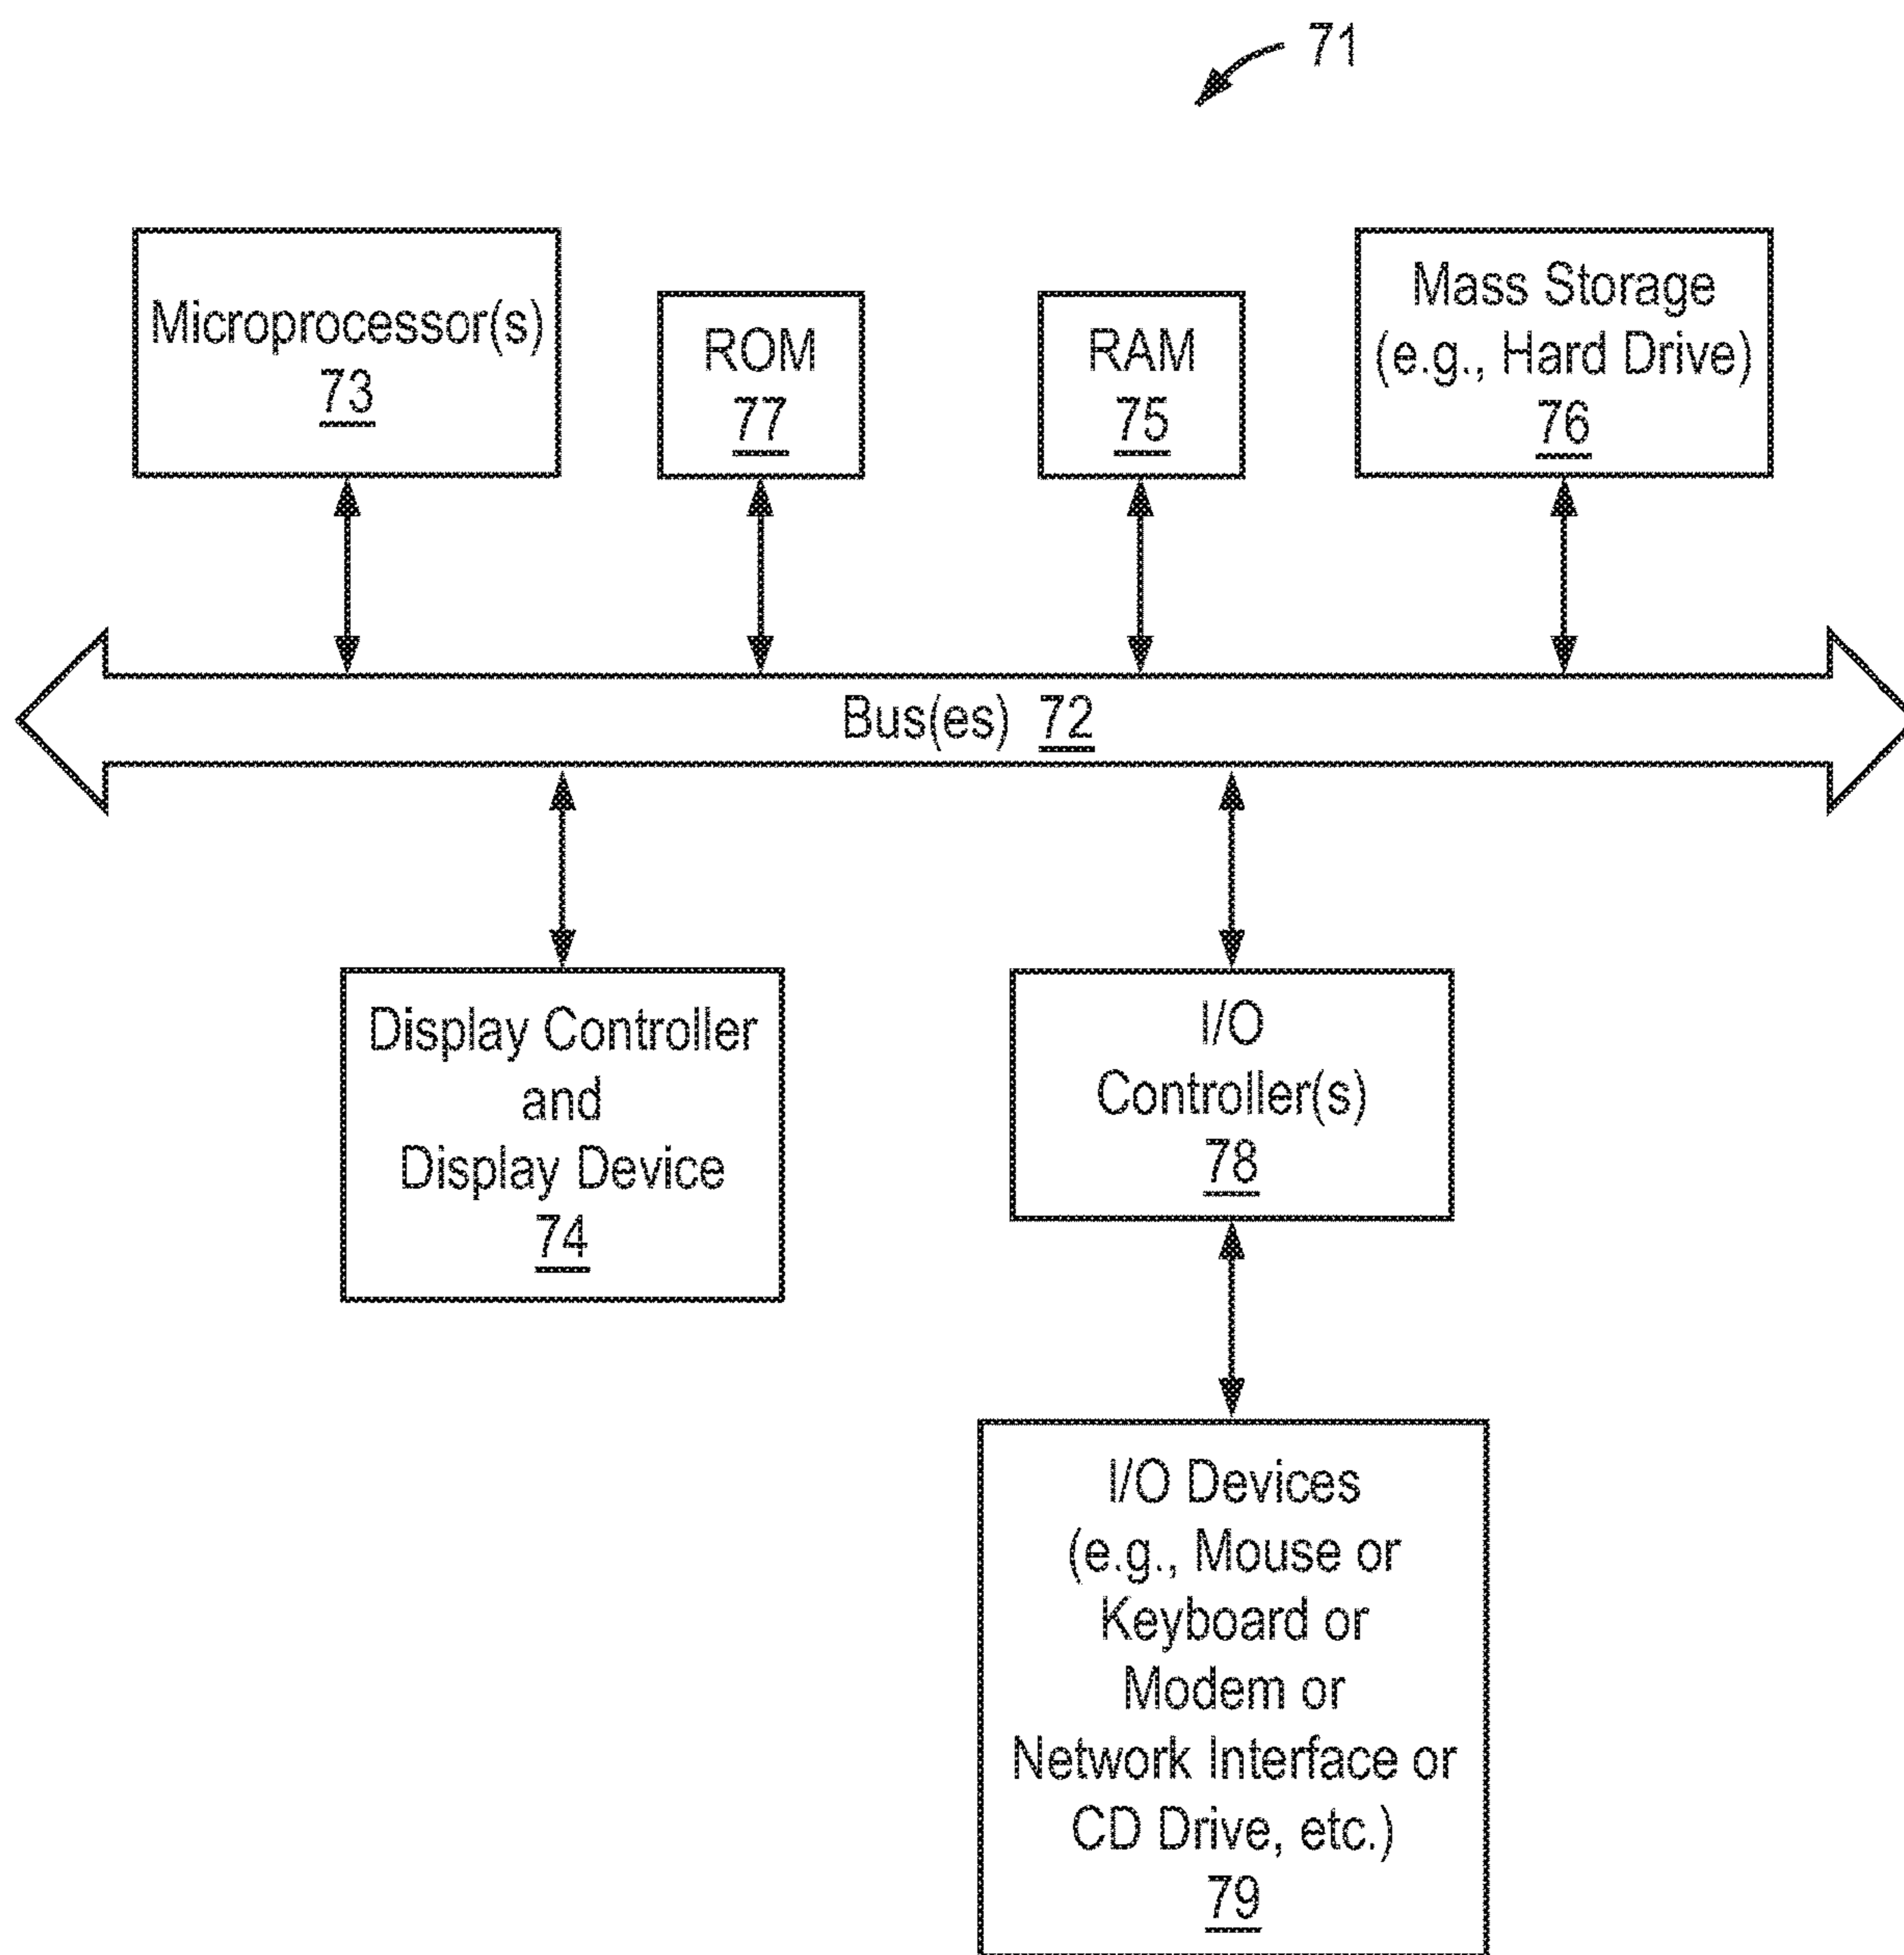 71
Microprocessor(s)
73
ROM
77
RAM
75
Mass Storage
(e.g., Hard Drive)
76
Bus(es) 72
Display Controller
and
Display Device
74
I/O
Controller(s)
78
I/O Devices
(e.g., Mouse or
Keyboard or
Modem or
Network Interface or
CD Drive, etc.)
79